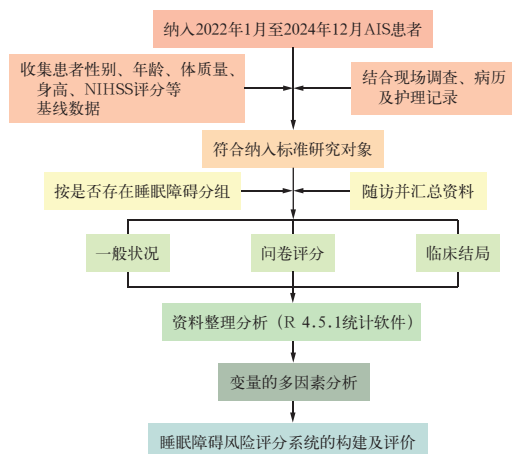 纳入2022年1月至2024年12月AIS患者
收集患者性别、年龄、体质量、
身高、NIHSS评分等
基线数据
结合现场调查、病历
及护理记录
符合纳入标准研究对象
按是否存在睡眠障碍分组
随访并汇总资料
一般状况
问卷评分
临床结局
资料整理分析（R 4.5.1统计软件）
变量的多因素分析
睡眠障碍风险评分系统的构建及评价